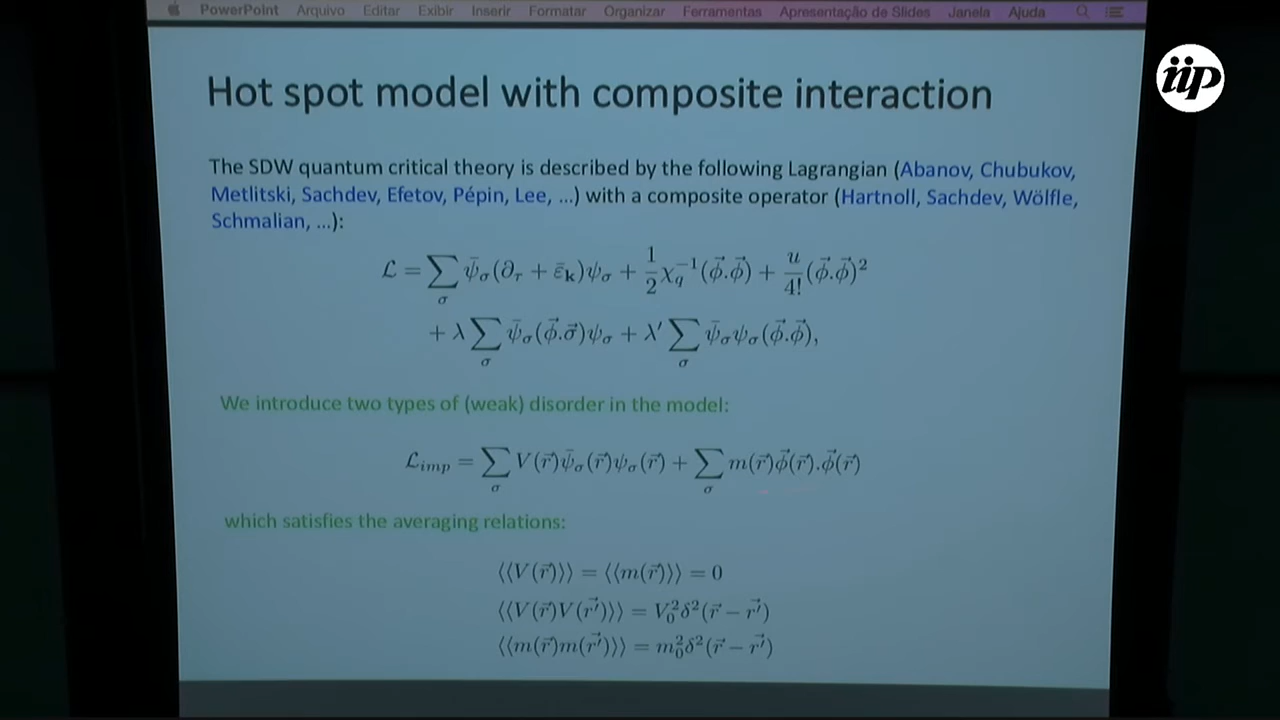 PowerPoint Arquivo Editar Exibir Inserir Formatar Organizar Ferramentas Apresentação de Slides Janela Ajuda
iip
Hot spot model with composite interaction
The SDW quantum critical theory is described by the following Lagrangian (Abanov, Chubukov,
Metlitski, Sachdev, Efetov, Pépin, Lee, ...) with a composite operator (Hartnoll, Sachdev, Wölfle,
Schmalian, ...):
ℒ = ∑_σ ψ̄_σ(∂_τ + ε̄_𝐤)ψ_σ + 1/2 χ_q^{-1}(ϕ⃗.ϕ⃗) + u/4! (ϕ⃗.ϕ⃗)²
+ λ ∑_σ ψ̄_σ(ϕ⃗.σ⃗)ψ_σ + λ′ ∑_σ ψ̄_σψ_σ(ϕ⃗.ϕ⃗),
We introduce two types of (weak) disorder in the model:
ℒ_imp = ∑_σ V(r⃗)ψ̄_σ(r⃗)ψ_σ(r⃗) + ∑_σ m(r⃗)ϕ⃗(r⃗).ϕ⃗(r⃗)
which satisfies the averaging relations:
⟨⟨V(r⃗)⟩⟩ = ⟨⟨m(r⃗)⟩⟩ = 0
⟨⟨V(r⃗)V(r⃗′)⟩⟩ = V₀²δ²(r⃗ − r⃗′)
⟨⟨m(r⃗)m(r⃗′)⟩⟩ = m₀²δ²(r⃗ − r⃗′)